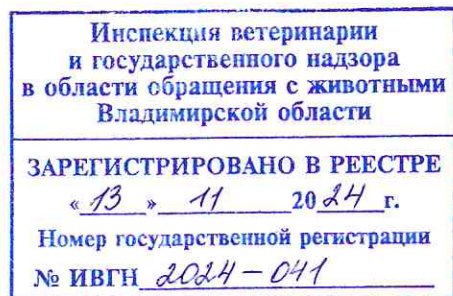 Инспекция ветеринарии
и государственного надзора
в области обращения с животными
Владимирской области
ЗАРЕГИСТРИРОВАНО В РЕЕСТРЕ
«13» 11 2024 г.
Номер государственной регистрации
№ ИВГН 2024-041